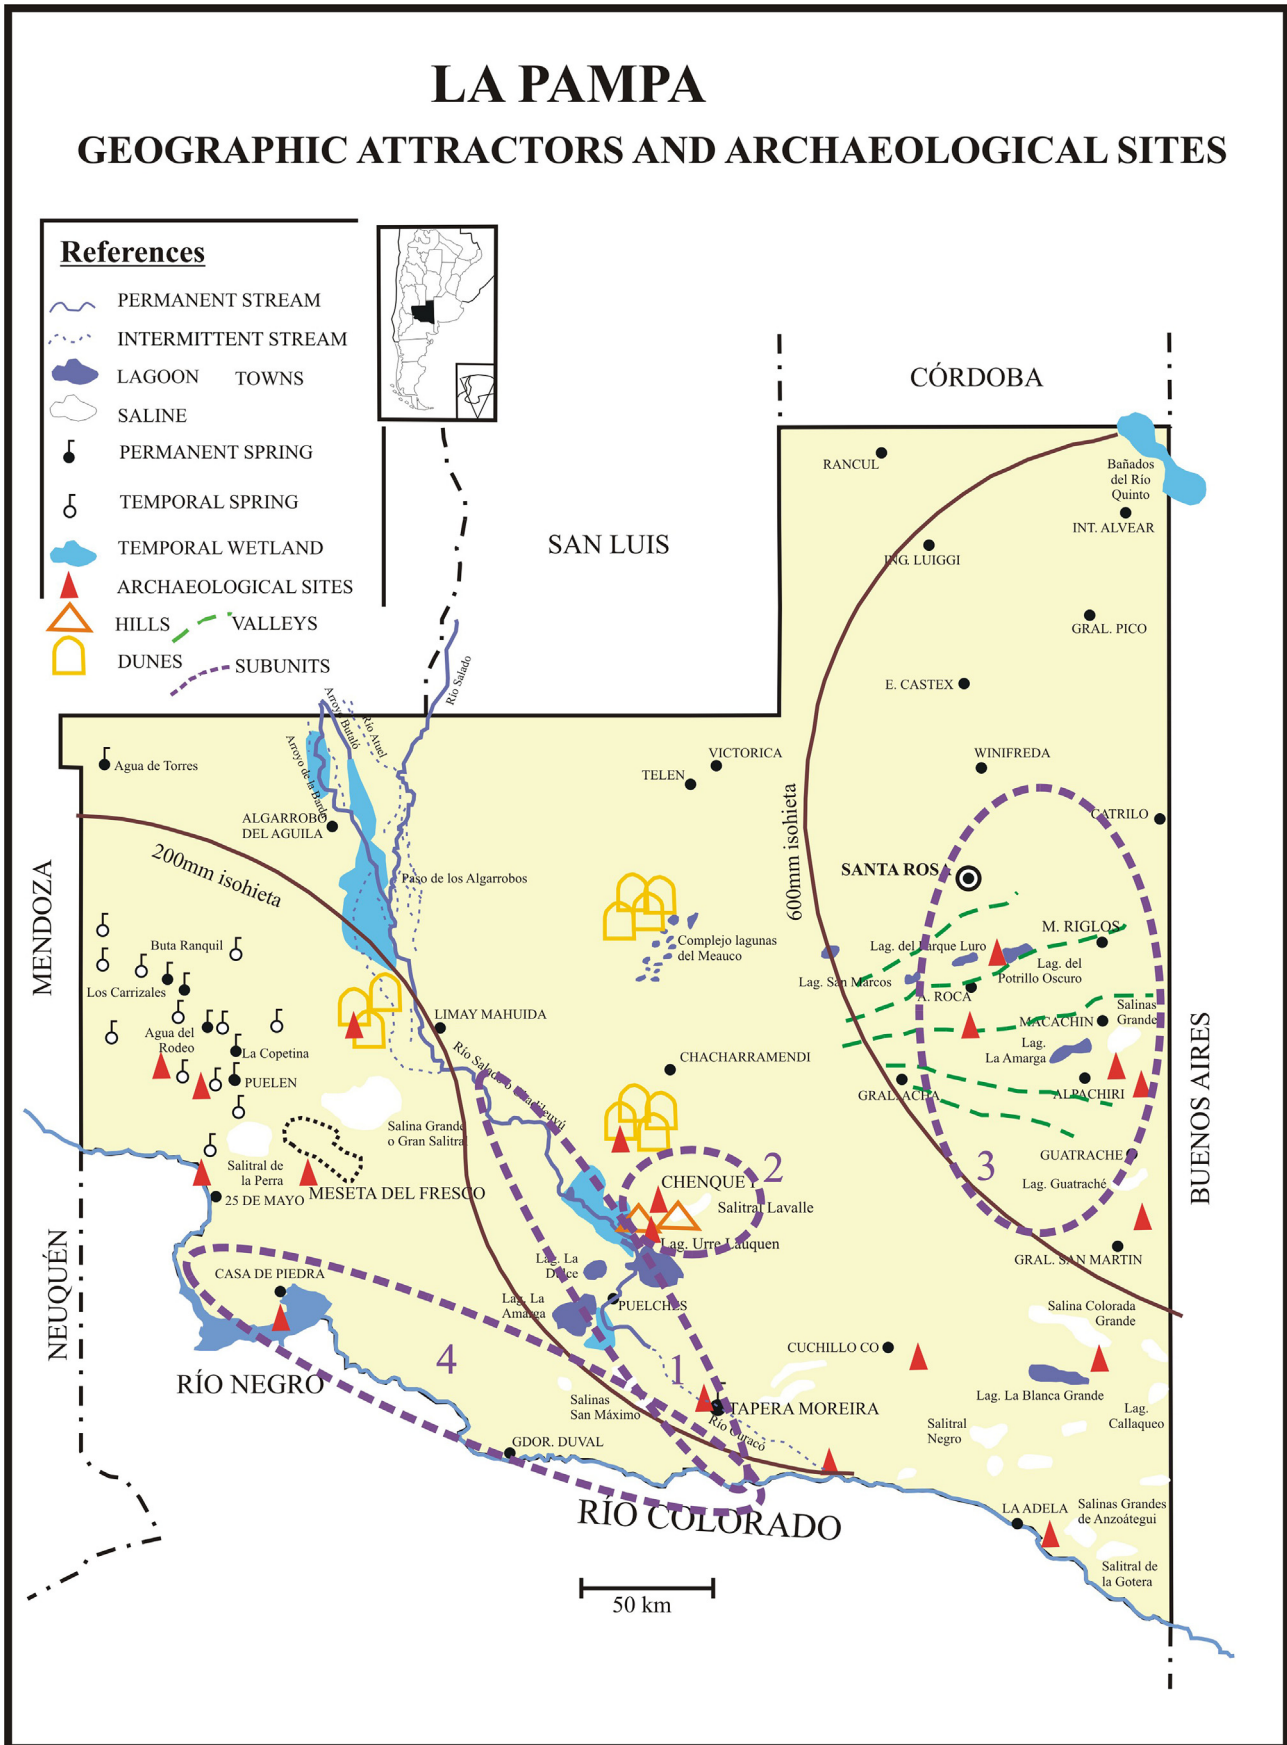 LA PAMPA
GEOGRAPHIC ATTRACTORS AND ARCHAEOLOGICAL SITES
References
PERMANENT STREAM
INTERMITTENT STREAM
LAGOON TOWNS
SALINE
PERMANENT SPRING
TEMPORAL SPRING
TEMPORAL WETLAND
ARCHAEOLOGICAL SITES
HILLS VALLEYS
DUNES
SUBUNITS
CÓRDOBA
SAN LUIS
MENDOZA
NEUQUÉN
BUENOS AIRES
RÍO NEGRO
RÍO COLORADO
RANCUL
Bañados
del Río
Quinto
INT. ALVEAR
ING. LUIGGI
GRAL. PICO
E. CASTEX
WINIFREDA
CATRILO
VICTORICA
TELEN
600mm isohieta
SANTA ROSA
Río Salado
Arroyo Butaló
Río Atuel
Arroyo de la Barda
Agua de Torres
ALGARROBO
DEL AGUILA
200mm isohieta
Paso de los Algarrobos
Complejo lagunas
del Meauco
M. RIGLOS
Lag. del Parque Luro
Lag. del
Potrillo Oscuro
Lag. San Marcos
A. ROCA
Salinas
Grande
MACACHIN
Lag.
La Amarga
GRAL. ACHA
ALPACHIRI
GUATRACHE
Lag. Guatraché
3
GRAL. SAN MARTIN
Buta Ranquil
Los Carrizales
Agua del
Rodeo
La Copetina
PUELEN
LIMAY MAHUIDA
CHACHARRAMENDI
Salina Grande
o Gran Salitral
Salitral de
la Perra
25 DE MAYO
MESETA DEL FRESCO
2
CHENQUE I
Salitral Lavalle
Lag. Urre Lauquen
Lag. La
Dulce
Lag. La
Amarga
PUELCHES
CASA DE PIEDRA
4
1
Salinas
San Máximo
GDOR. DUVAL
TAPERA MOREIRA
Río Curacó
CUCHILLO CO
Salina Colorada
Grande
Lag. La Blanca Grande
Lag.
Callaqueo
Salitral
Negro
LA ADELA
Salinas Grandes
de Anzoátegui
Salitral de
la Gotera
50 km